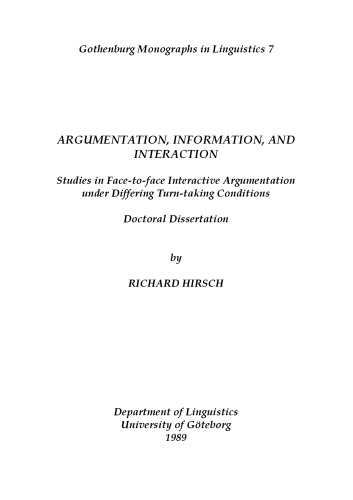 Gothenburg Monographs in Linguistics 7
ARGUMENTATION, INFORMATION, AND
INTERACTION
Studies in Face-to-face Interactive Argumentation
under Differing Turn-taking Conditions
Doctoral Dissertation
by
RICHARD HIRSCH
Department of Linguistics
University of Göteborg
1989